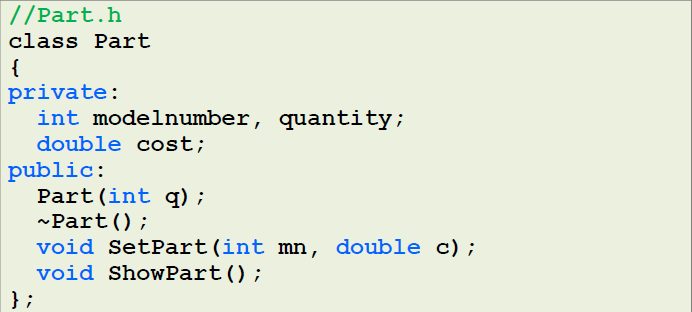 //Part.h
class Part
{
private:
  int modelnumber, quantity;
  double cost;
public:
  Part(int q);
  ~Part();
  void SetPart(int mn, double c);
  void ShowPart();
};